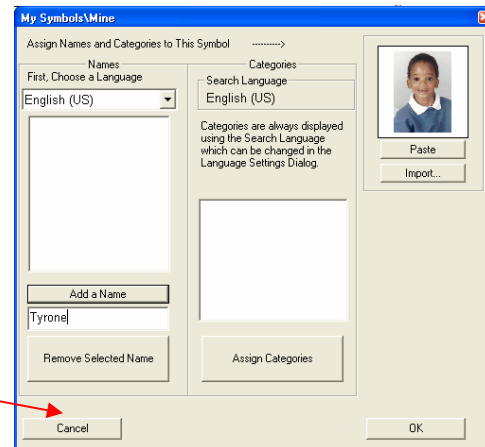 My Symbols\Mine
Assign Names and Categories to This Symbol ---------->
Names
First, Choose a Language
English (US)
Add a Name
Tyrone
Remove Selected Name
Categories
Search Language
English (US)
Categories are always displayed
using the Search Language
which can be changed in the
Language Settings Dialog.
Assign Categories
Paste
Import...
Cancel
OK